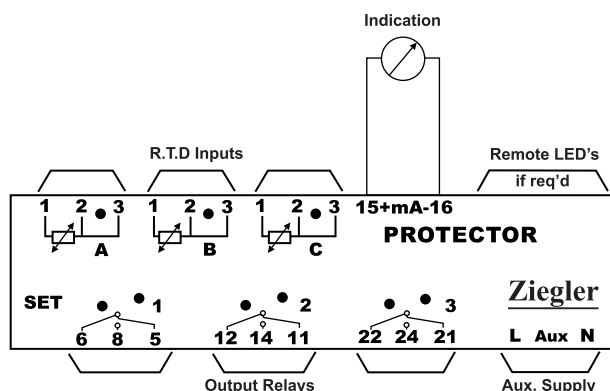 Indication
R.T.D Inputs
Remote LED's
if req'd
1 2 3 1 2 3 1 2 3 15+mA-16
A B C PROTECTOR
SET 1 2 3 Ziegler
6 8 5 12 14 11 22 24 21 L Aux N
Output Relays Aux. Supply